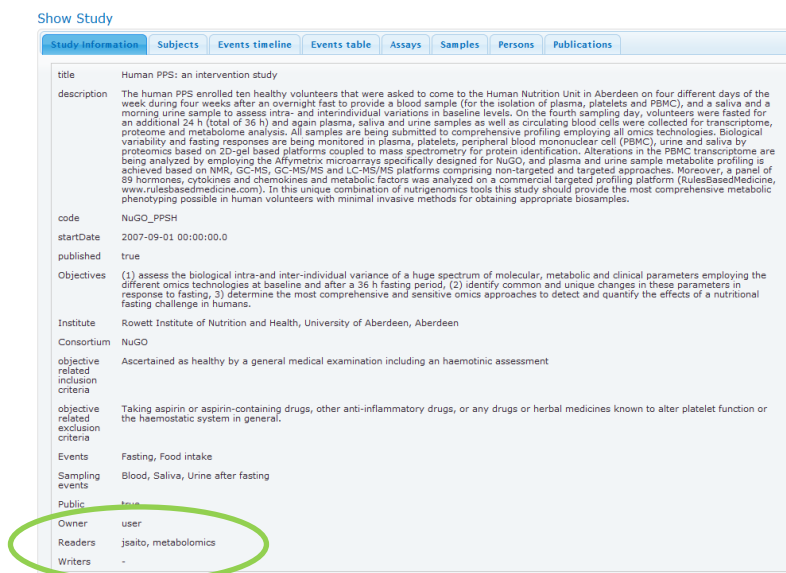 Show Study
Study Information Subjects Events timeline Events table Assays Samples Persons Publications
title Human PPS: an intervention study
description The human PPS enrolled ten healthy volunteers that were asked to come to the Human Nutrition Unit in Aberdeen on four different days of the
week during four weeks after an overnight fast to provide a blood sample (for the isolation of plasma, platelets and PBMC), and a saliva and a
morning urine sample to assess intra- and interindividual variations in baseline levels. On the fourth sampling day, volunteers were fasted for
an additional 24 h (total of 36 h) and again plasma, saliva and urine samples as well as circulating blood cells were collected for transcriptome,
proteome and metabolome analysis. All samples are being submitted to comprehensive profiling employing all omics technologies. Biological
variability and fasting responses are being monitored in plasma, platelets, peripheral blood mononuclear cell (PBMC), urine and saliva by
proteomics based on 2D-gel based platforms coupled to mass spectrometry for protein identification. Alterations in the PBMC transcriptome are
being analyzed by employing the Affymetrix microarrays specifically designed for NuGO, and plasma and urine sample metabolite profiling is
achieved based on NMR, GC-MS, GC-MS/MS and LC-MS/MS platforms comprising non-targeted and targeted approaches. Moreover, a panel of
89 hormones, cytokines and chemokines and metabolic factors was analyzed on a commercial targeted profiling platform (RulesBasedMedicine,
www.rulesbasedmedicine.com). In this unique combination of nutrigenomics tools this study should provide the most comprehensive metabolic
phenotyping possible in human volunteers with minimal invasive methods for obtaining appropriate biosamples.
code NuGO_PPSH
startDate 2007-09-01 00:00:00.0
published true
Objectives (1) assess the biological intra-and inter-individual variance of a huge spectrum of molecular, metabolic and clinical parameters employing the
different omics technologies at baseline and after a 36 h fasting period, (2) identify common and unique changes in these parameters in
response to fasting, 3) determine the most comprehensive and sensitive omics approaches to detect and quantify the effects of a nutritional
fasting challenge in humans.
Institute Rowett Institute of Nutrition and Health, University of Aberdeen, Aberdeen
Consortium NuGO
objective Ascertained as healthy by a general medical examination including an haemotinic assessment
related
inclusion
criteria
objective Taking aspirin or aspirin-containing drugs, other anti-inflammatory drugs, or any drugs or herbal medicines known to alter platelet function or
related the haemostatic system in general.
exclusion
criteria
Events Fasting, Food intake
Sampling Blood, Saliva, Urine after fasting
events
Public true
Owner user
Readers jsaito, metabolomics
Writers -